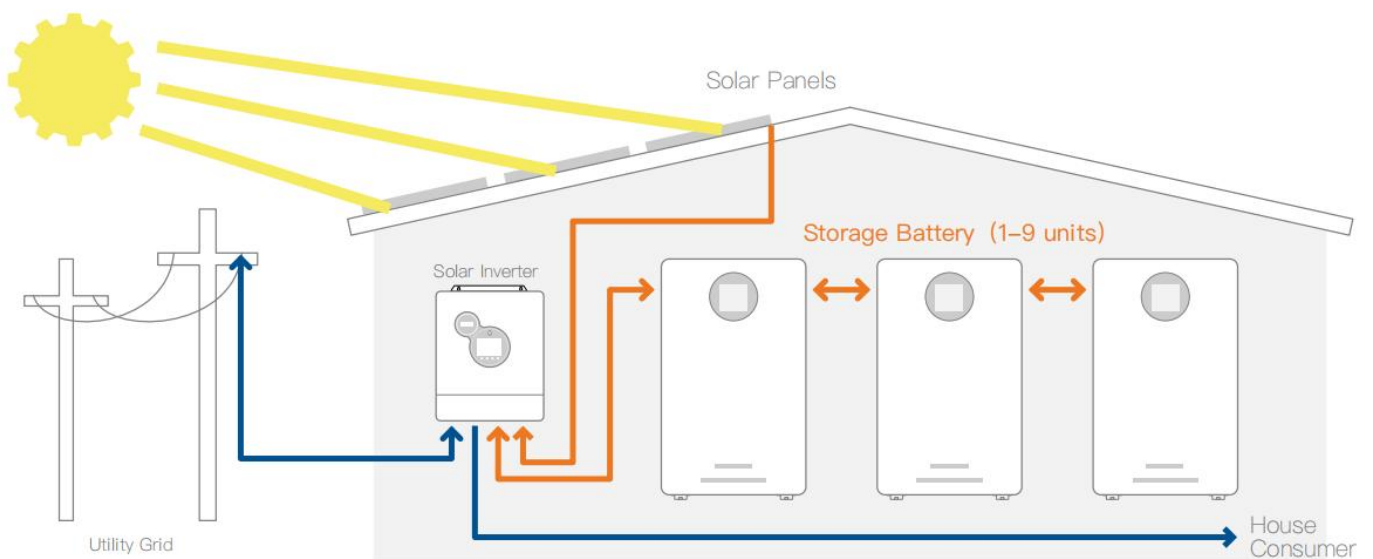 Solar Panels
Storage Battery (1–9 units)
Solar Inverter
Utility Grid
House
Consumer